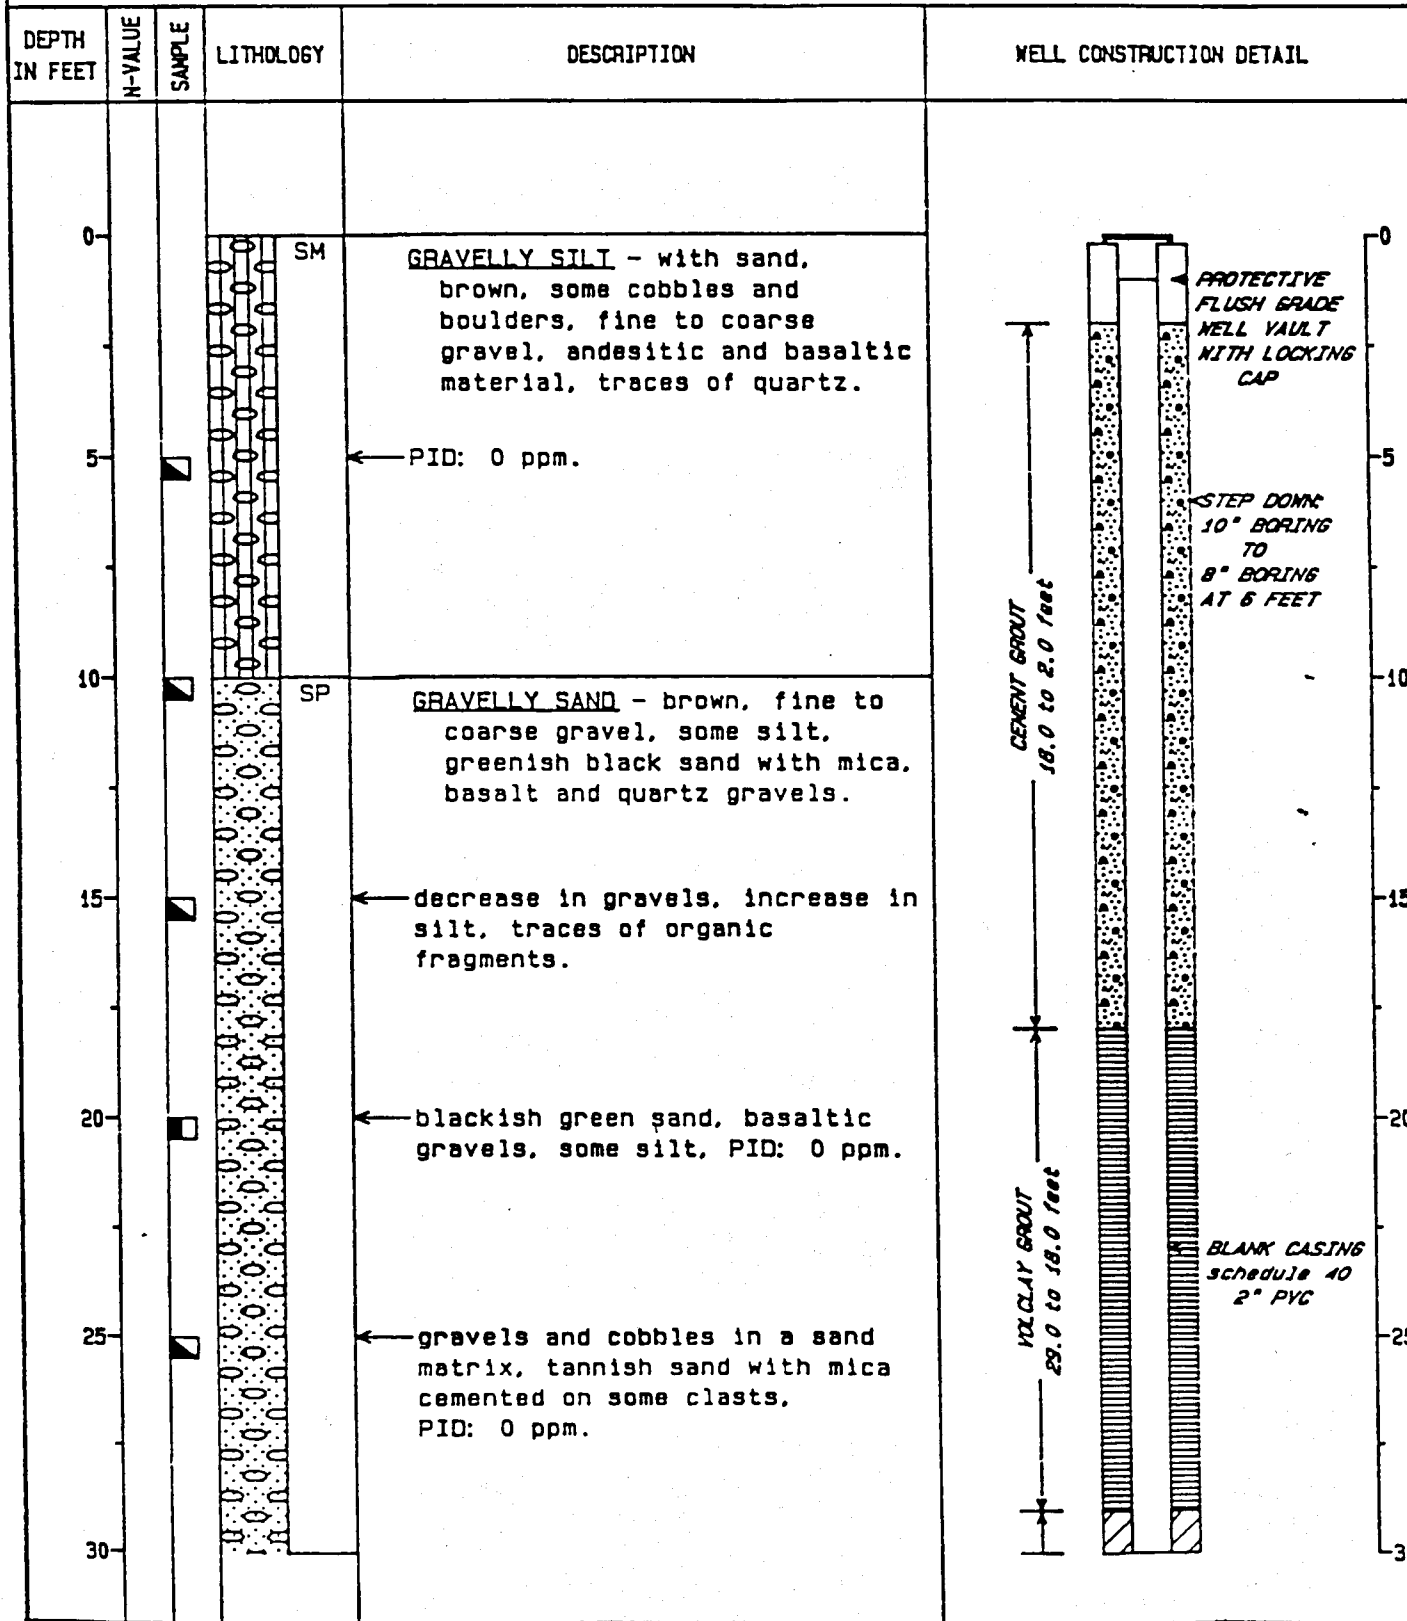 DEPTH
IN FEET
N-VALUE
SAMPLE
LITHOLOGY
DESCRIPTION
WELL CONSTRUCTION DETAIL
0
SM
GRAVELLY SILT - with sand,
brown, some cobbles and
boulders, fine to coarse
gravel, andesitic and basaltic
material, traces of quartz.
5
PID: 0 ppm.
10
SP
GRAVELLY SAND - brown, fine to
coarse gravel, some silt,
greenish black sand with mica,
basalt and quartz gravels.
15
decrease in gravels, increase in
silt, traces of organic
fragments.
20
blackish green sand, basaltic
gravels, some silt, PID: 0 ppm.
25
gravels and cobbles in a sand
matrix, tannish sand with mica
cemented on some clasts,
PID: 0 ppm.
30
CEMENT GROUT
18.0 to 2.0 feet
VOLCLAY GROUT
29.0 to 18.0 feet
PROTECTIVE
FLUSH GRADE
WELL VAULT
WITH LOCKING
CAP
STEP DOWN:
10" BORING
TO
8" BORING
AT 6 FEET
BLANK CASING
schedule 40
2" PVC
0
5
10
15
20
25
3